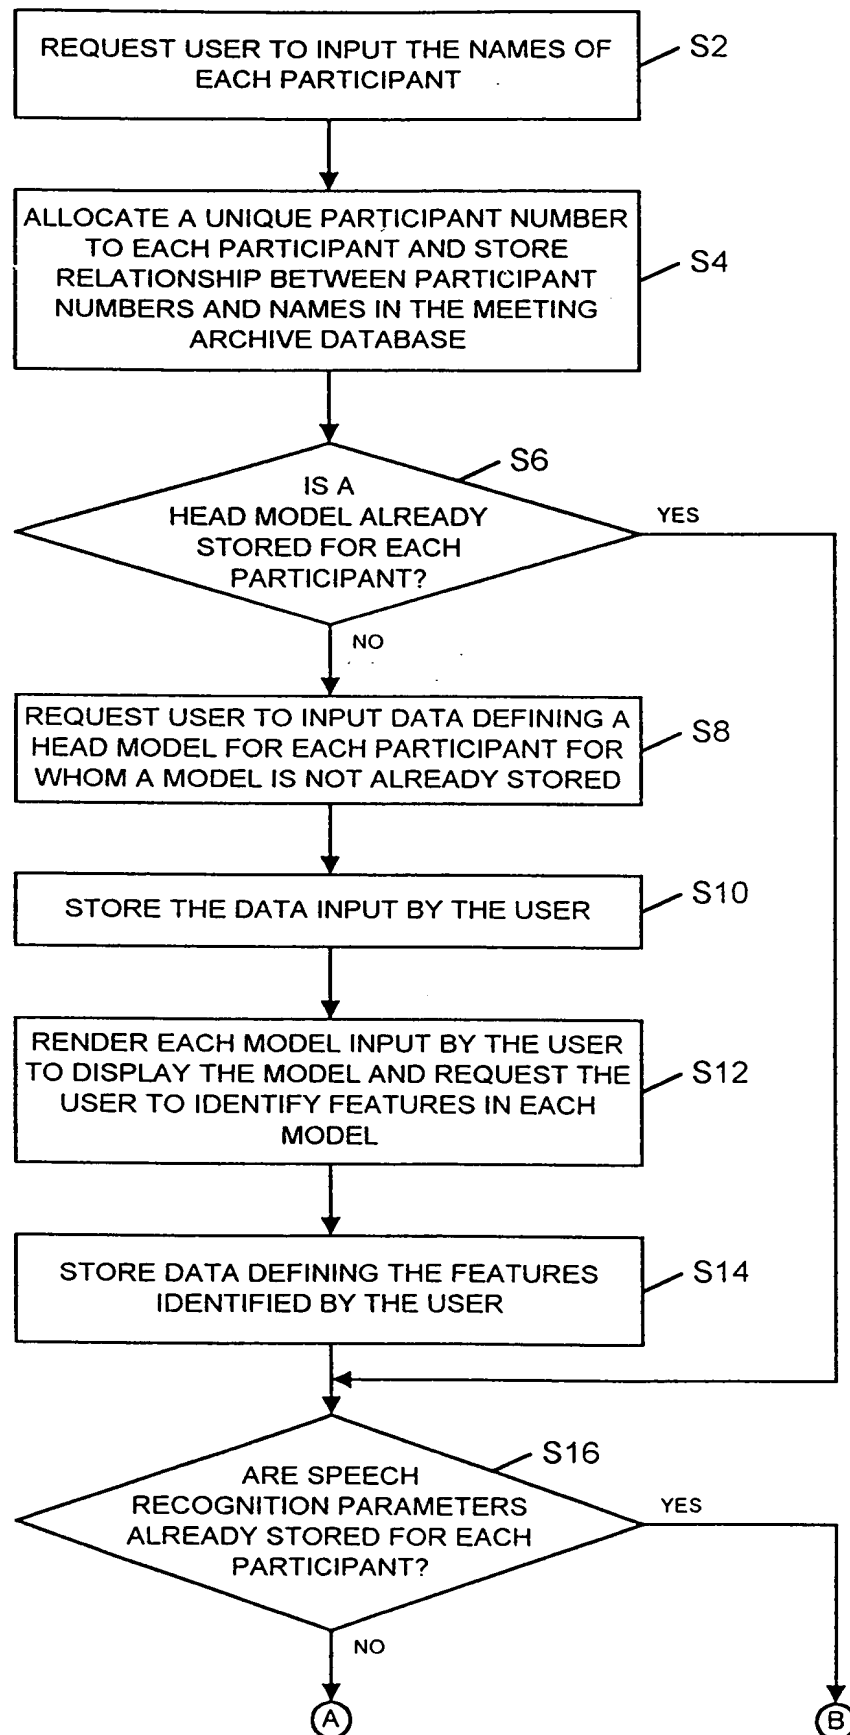 REQUEST USER TO INPUT THE NAMES OF
EACH PARTICIPANT
S2
ALLOCATE A UNIQUE PARTICIPANT NUMBER
TO EACH PARTICIPANT AND STORE
RELATIONSHIP BETWEEN PARTICIPANT
NUMBERS AND NAMES IN THE MEETING
ARCHIVE DATABASE
S4
S6
IS A
HEAD MODEL ALREADY
STORED FOR EACH
PARTICIPANT?
YES
NO
REQUEST USER TO INPUT DATA DEFINING A
HEAD MODEL FOR EACH PARTICIPANT FOR
WHOM A MODEL IS NOT ALREADY STORED
S8
STORE THE DATA INPUT BY THE USER
S10
RENDER EACH MODEL INPUT BY THE USER
TO DISPLAY THE MODEL AND REQUEST THE
USER TO IDENTIFY FEATURES IN EACH
MODEL
S12
STORE DATA DEFINING THE FEATURES
IDENTIFIED BY THE USER
S14
S16
ARE SPEECH
RECOGNITION PARAMETERS
ALREADY STORED FOR EACH
PARTICIPANT?
YES
NO
A
B